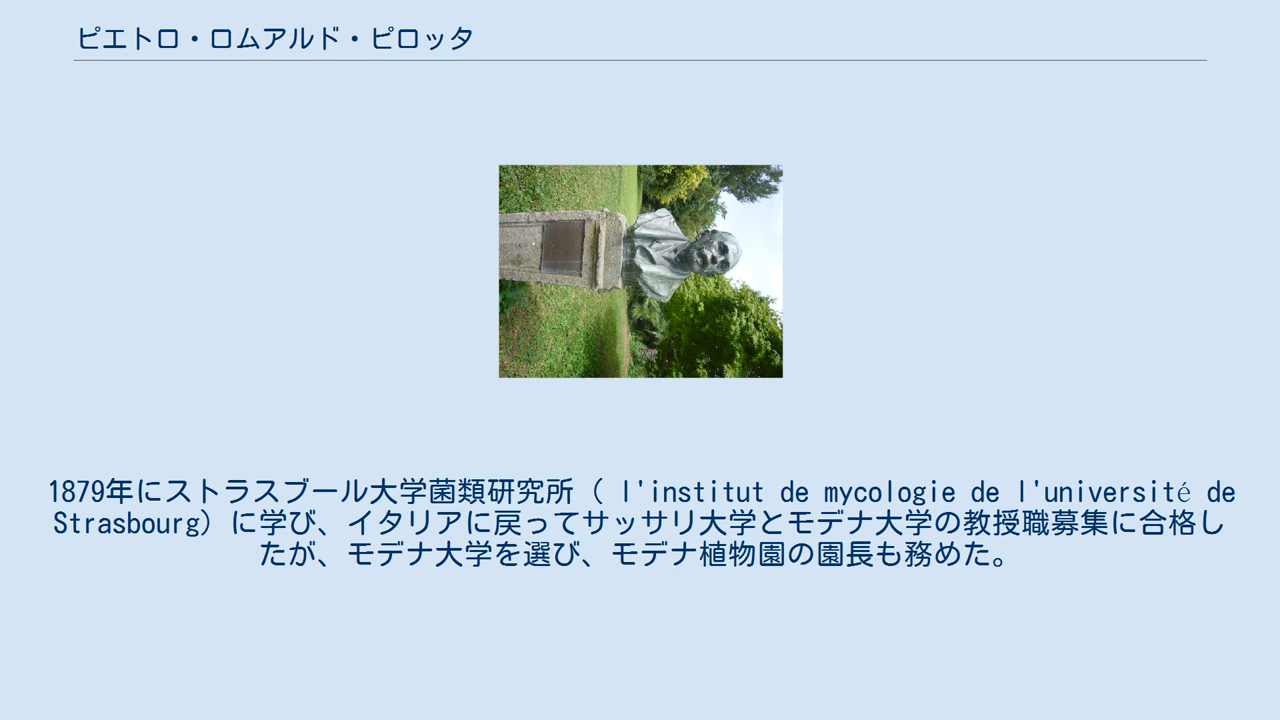 ピエトロ・ロムアルド・ピロッタ
1879年にストラスブール大学菌類研究所（ l'institut de mycologie de l'université de
Strasbourg）に学び、イタリアに戻ってサッサリ大学とモデナ大学の教授職募集に合格し
たが、モデナ大学を選び、モデナ植物園の園長も務めた。